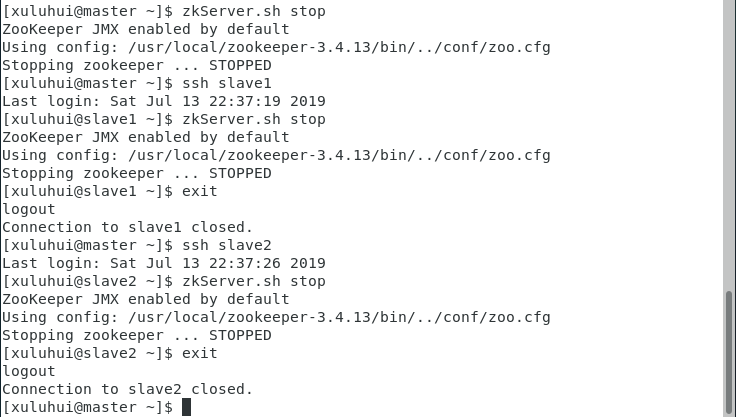 [xuluhui@master ~]$ zkServer.sh stop
ZooKeeper JMX enabled by default
Using config: /usr/local/zookeeper-3.4.13/bin/../conf/zoo.cfg
Stopping zookeeper ... STOPPED
[xuluhui@master ~]$ ssh slave1
Last login: Sat Jul 13 22:37:19 2019
[xuluhui@slave1 ~]$ zkServer.sh stop
ZooKeeper JMX enabled by default
Using config: /usr/local/zookeeper-3.4.13/bin/../conf/zoo.cfg
Stopping zookeeper ... STOPPED
[xuluhui@slave1 ~]$ exit
logout
Connection to slave1 closed.
[xuluhui@master ~]$ ssh slave2
Last login: Sat Jul 13 22:37:26 2019
[xuluhui@slave2 ~]$ zkServer.sh stop
ZooKeeper JMX enabled by default
Using config: /usr/local/zookeeper-3.4.13/bin/../conf/zoo.cfg
Stopping zookeeper ... STOPPED
[xuluhui@slave2 ~]$ exit
logout
Connection to slave2 closed.
[xuluhui@master ~]$